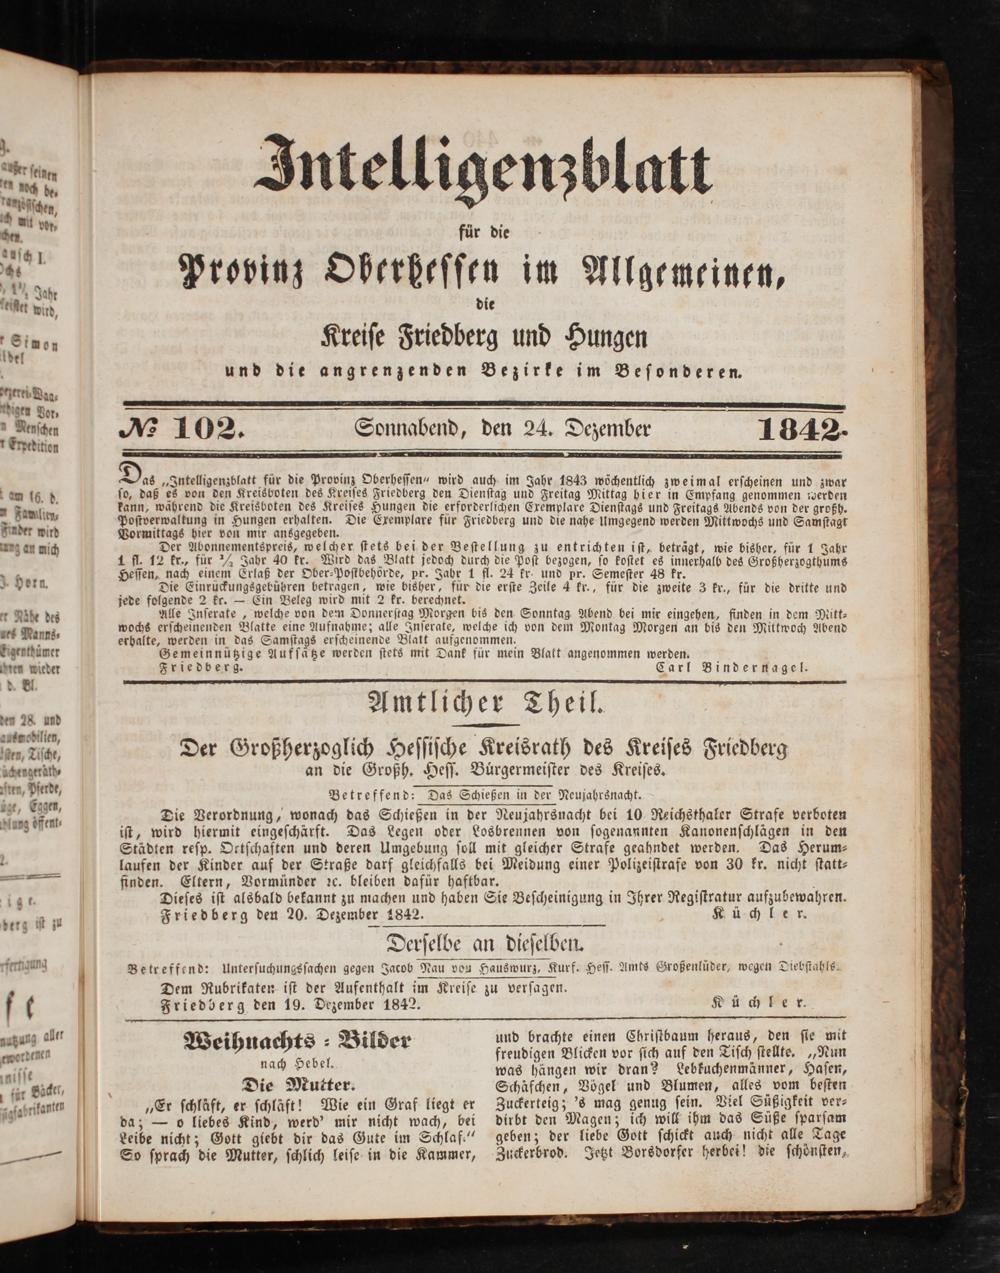 Intelligenzblatt
für die
Provinz Oberhessen im Allgemeinen,
die
Kreise Friedberg und Hungen
und die angrenzenden Bezirke im Besonderen.
№ 102. Sonnabend, den 24. Dezember 1842.
Das „Intelligenzblatt für die Provinz Oberhessen“ wird auch im Jahr 1843 wöchentlich zweimal erscheinen und zwar
so, daß es von den Kreisboten des Kreises Friedberg den Dienstag und Freitag Mittag hier in Empfang genommen werden
kann, während die Kreisboten des Kreises Hungen die erforderlichen Exemplare Dienstags und Freitags Abends von der großh.
Postverwaltung in Hungen erhalten. Die Exemplare für Friedberg und die nahe Umgegend werden Mittwochs und Samstags
Vormittags hier von mir ausgegeben.
Der Abonnementspreis, welcher stets bei der Bestellung zu entrichten ist, beträgt, wie bisher, für 1 Jahr
1 fl. 12 kr., für ½ Jahr 40 kr. Wird das Blatt jedoch durch die Post bezogen, so kostet es innerhalb des Großherzogthums
Hessen, nach einem Erlaß der Ober-Postbehörde, pr. Jahr 1 fl. 24 kr. und pr. Semester 48 kr.
Die Einrückungsgebühren betragen, wie bisher, für die erste Zeile 4 kr., für die zweite 3 kr., für die dritte und
jede folgende 2 kr. — Ein Beleg wird mit 2 kr. berechnet.
Alle Inserate, welche von dem Donnerstag Morgen bis den Sonntag Abend bei mir eingehen, finden in dem Mitt-
wochs erscheinenden Blatte eine Aufnahme; alle Inserate, welche ich von dem Montag Morgen an bis den Mittwoch Abend
erhalte, werden in das Samstags erscheinende Blatt aufgenommen.
Gemeinnützige Aufsätze werden stets mit Dank für mein Blatt angenommen werden.
Friedberg. Carl Bindernagel.
Amtlicher Theil.
Der Großherzoglich Hessische Kreisrath des Kreises Friedberg
an die Großh. Hess. Bürgermeister des Kreises.
Betreffend: Das Schießen in der Neujahrsnacht.
Die Verordnung, wonach das Schießen in der Neujahrsnacht bei 10 Reichsthaler Strafe verboten
ist, wird hiermit eingeschärft. Das Legen oder Losbrennen von sogenannten Kanonenschlägen in den
Städten resp. Ortschaften und deren Umgebung soll mit gleicher Strafe geahndet werden. Das Herum-
laufen der Kinder auf der Straße darf gleichfalls bei Meidung einer Polizeistrafe von 30 kr. nicht statt-
finden. Eltern, Vormünder ꝛc. bleiben dafür haftbar.
Dieses ist alsbald bekannt zu machen und haben Sie Bescheinigung in Ihrer Registratur aufzubewahren.
Friedberg den 20. Dezember 1842. Küchler.
Derselbe an dieselben.
Betreffend: Untersuchungssachen gegen Jacob Nau von Hauswurz, Kurf. Hess. Amts Großenlüder, wegen Diebstahls.
Dem Rubrikaten ist der Aufenthalt im Kreise zu versagen.
Friedberg den 19. Dezember 1842. Küchler.
Weihnachts-Bilder
nach Hebel.
Die Mutter.
„Er schläft, er schläft! Wie ein Graf liegt er
da; — o liebes Kind, werd' mir nicht wach, bei
Leibe nicht; Gott giebt dir das Gute im Schlaf.“
So sprach die Mutter, schlich leise in die Kammer,
und brachte einen Christbaum heraus, den sie mit
freudigen Blicken vor sich auf den Tisch stellte. „Nun
was hängen wir dran? Lebkuchenmänner, Hasen,
Schäfchen, Vögel und Blumen, alles vom besten
Zuckerteig; 's mag genug sein. Viel Süßigkeit ver-
dirbt den Magen; ich will ihm das Süße sparsam
geben; der liebe Gott schickt auch nicht alle Tage
Zuckerbrod. Jetzt Borsdorfer herbei! die schönsten,